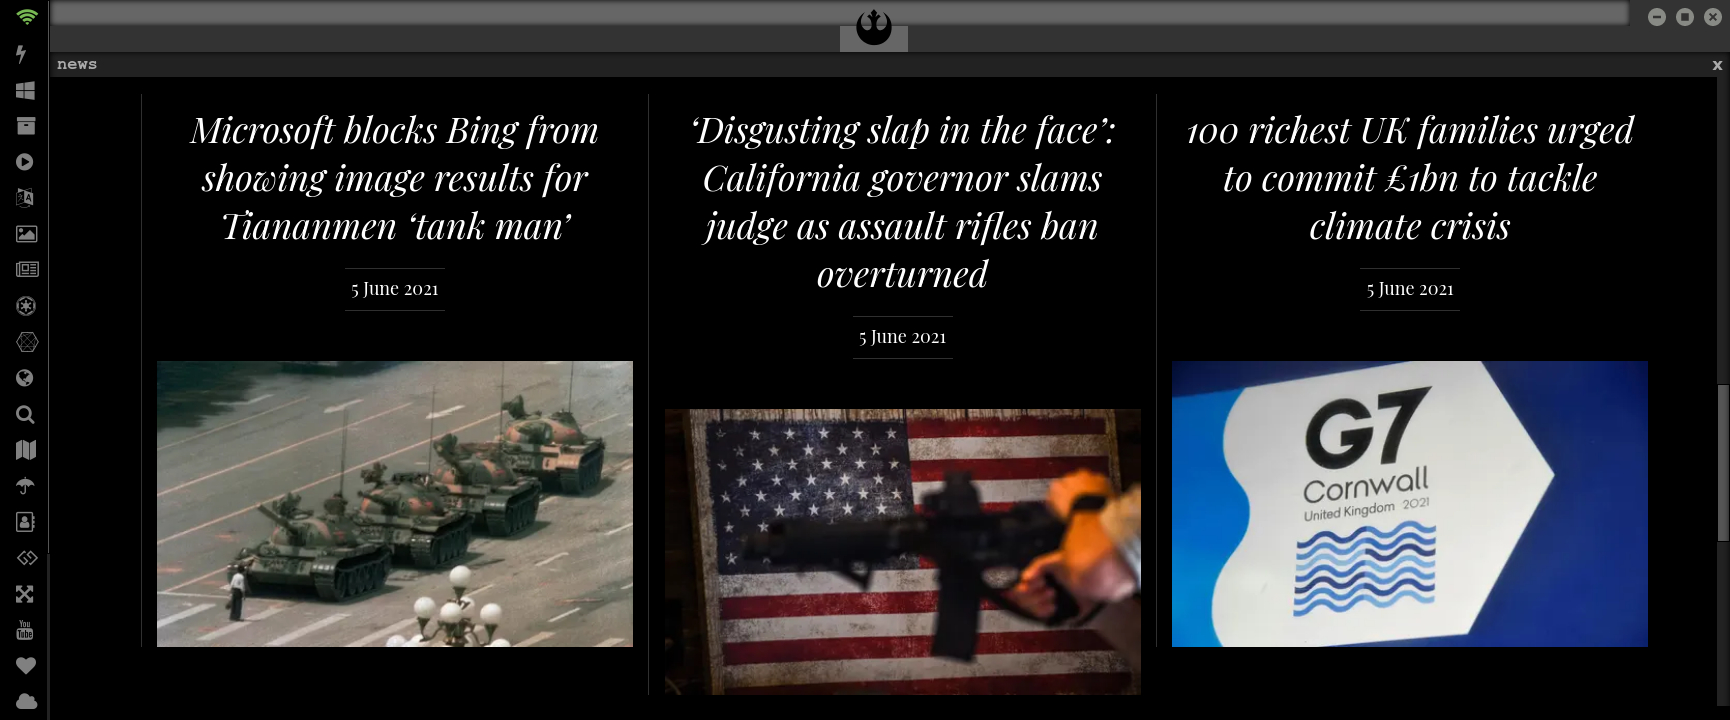 news
x
Microsoft blocks Bing from
showing image results for
Tiananmen ‘tank man’
5 June 2021
‘Disgusting slap in the face’:
California governor slams
judge as assault rifles ban
overturned
5 June 2021
100 richest UK families urged
to commit £1bn to tackle
climate crisis
5 June 2021
G7
Cornwall
United Kingdom 2021
You
Tube